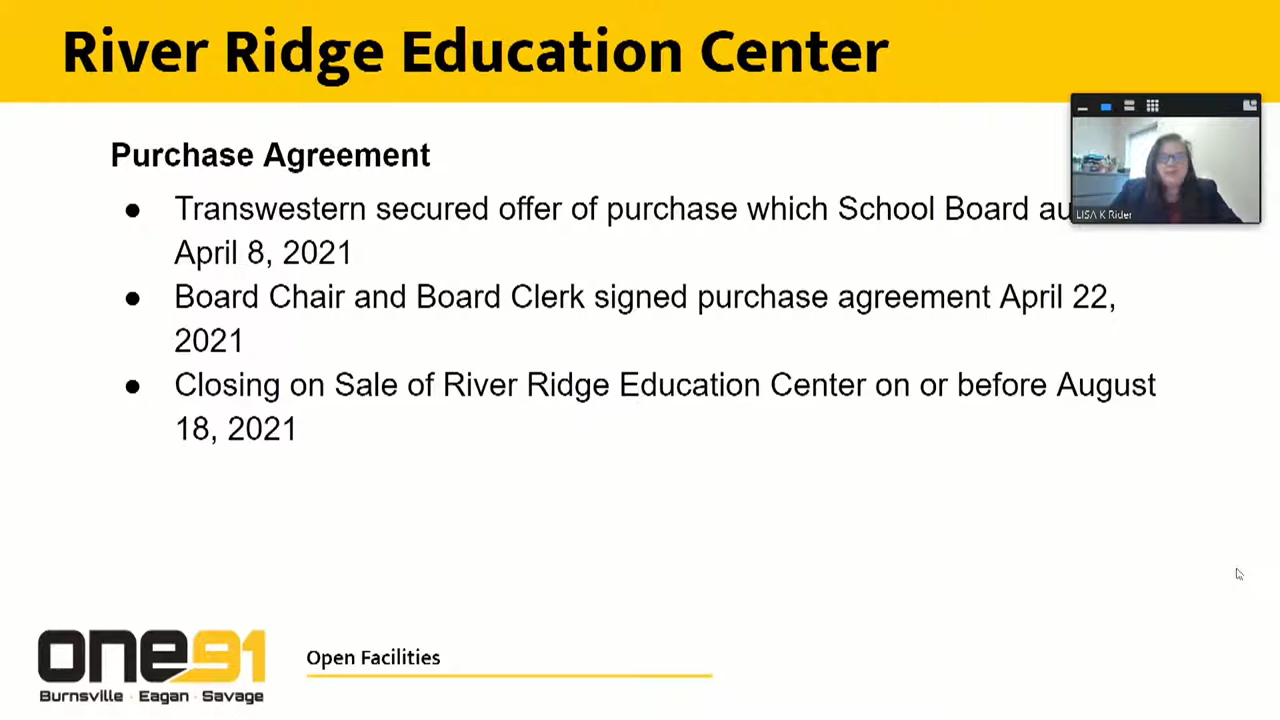 River Ridge Education Center
Purchase Agreement
● Transwestern secured offer of purchase which School Board au
April 8, 2021
● Board Chair and Board Clerk signed purchase agreement April 22,
2021
● Closing on Sale of River Ridge Education Center on or before August
18, 2021
LISA K Rider
one91
Burnsville · Eagan · Savage
Open Facilities